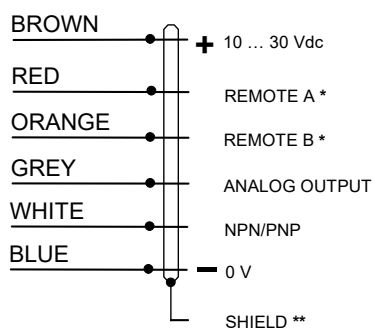 BROWN
+ 10 … 30 Vdc
RED
REMOTE A *
ORANGE
REMOTE B *
GREY
ANALOG OUTPUT
WHITE
NPN/PNP
BLUE
− 0 V
SHIELD **